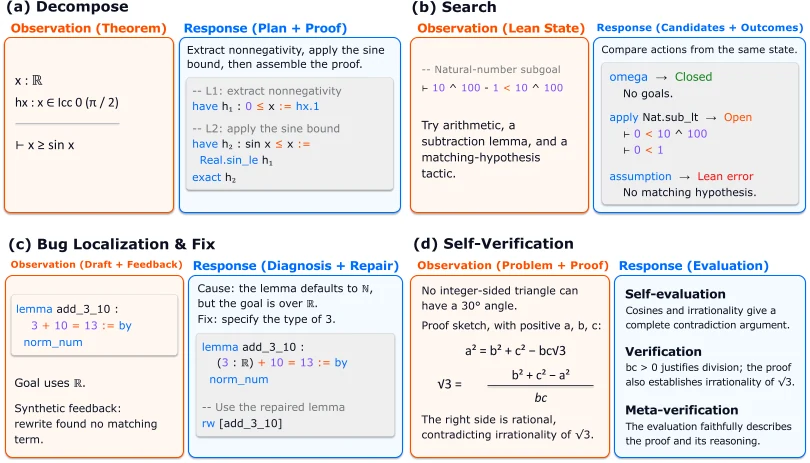 (a) Decompose
Observation (Theorem)
x : ℝ
hx : x ∈ Icc 0 (π / 2)
⊢ x ≥ sin x
Response (Plan + Proof)
Extract nonnegativity, apply the sine
bound, then assemble the proof.
-- L1: extract nonnegativity
have h₁ : 0 ≤ x := hx.1
-- L2: apply the sine bound
have h₂ : sin x ≤ x :=
Real.sin_le h₁
exact h₂
(b) Search
Observation (Lean State)
-- Natural-number subgoal
⊢ 10 ^ 100 - 1 < 10 ^ 100
Try arithmetic, a
subtraction lemma, and a
matching-hypothesis
tactic.
Response (Candidates + Outcomes)
Compare actions from the same state.
omega → Closed
No goals.
apply Nat.sub_lt → Open
⊢ 0 < 10 ^ 100
⊢ 0 < 1
assumption → Lean error
No matching hypothesis.
(c) Bug Localization & Fix
Observation (Draft + Feedback)
lemma add_3_10 :
3 + 10 = 13 := by
norm_num
Goal uses ℝ.
Synthetic feedback:
rewrite found no matching
term.
Response (Diagnosis + Repair)
Cause: the lemma defaults to ℕ,
but the goal is over ℝ.
Fix: specify the type of 3.
lemma add_3_10 :
(3 : ℝ) + 10 = 13 := by
norm_num
-- Use the repaired lemma
rw [add_3_10]
(d) Self-Verification
Observation (Problem + Proof)
No integer-sided triangle can
have a 30° angle.
Proof sketch, with positive a, b, c:
a² = b² + c² − bc√3
√3 = b² + c² − a²
bc
The right side is rational,
contradicting irrationality of √3.
Response (Evaluation)
Self-evaluation
Cosines and irrationality give a
complete contradiction argument.
Verification
bc > 0 justifies division; the proof
also establishes irrationality of √3.
Meta-verification
The evaluation faithfully describes
the proof and its reasoning.